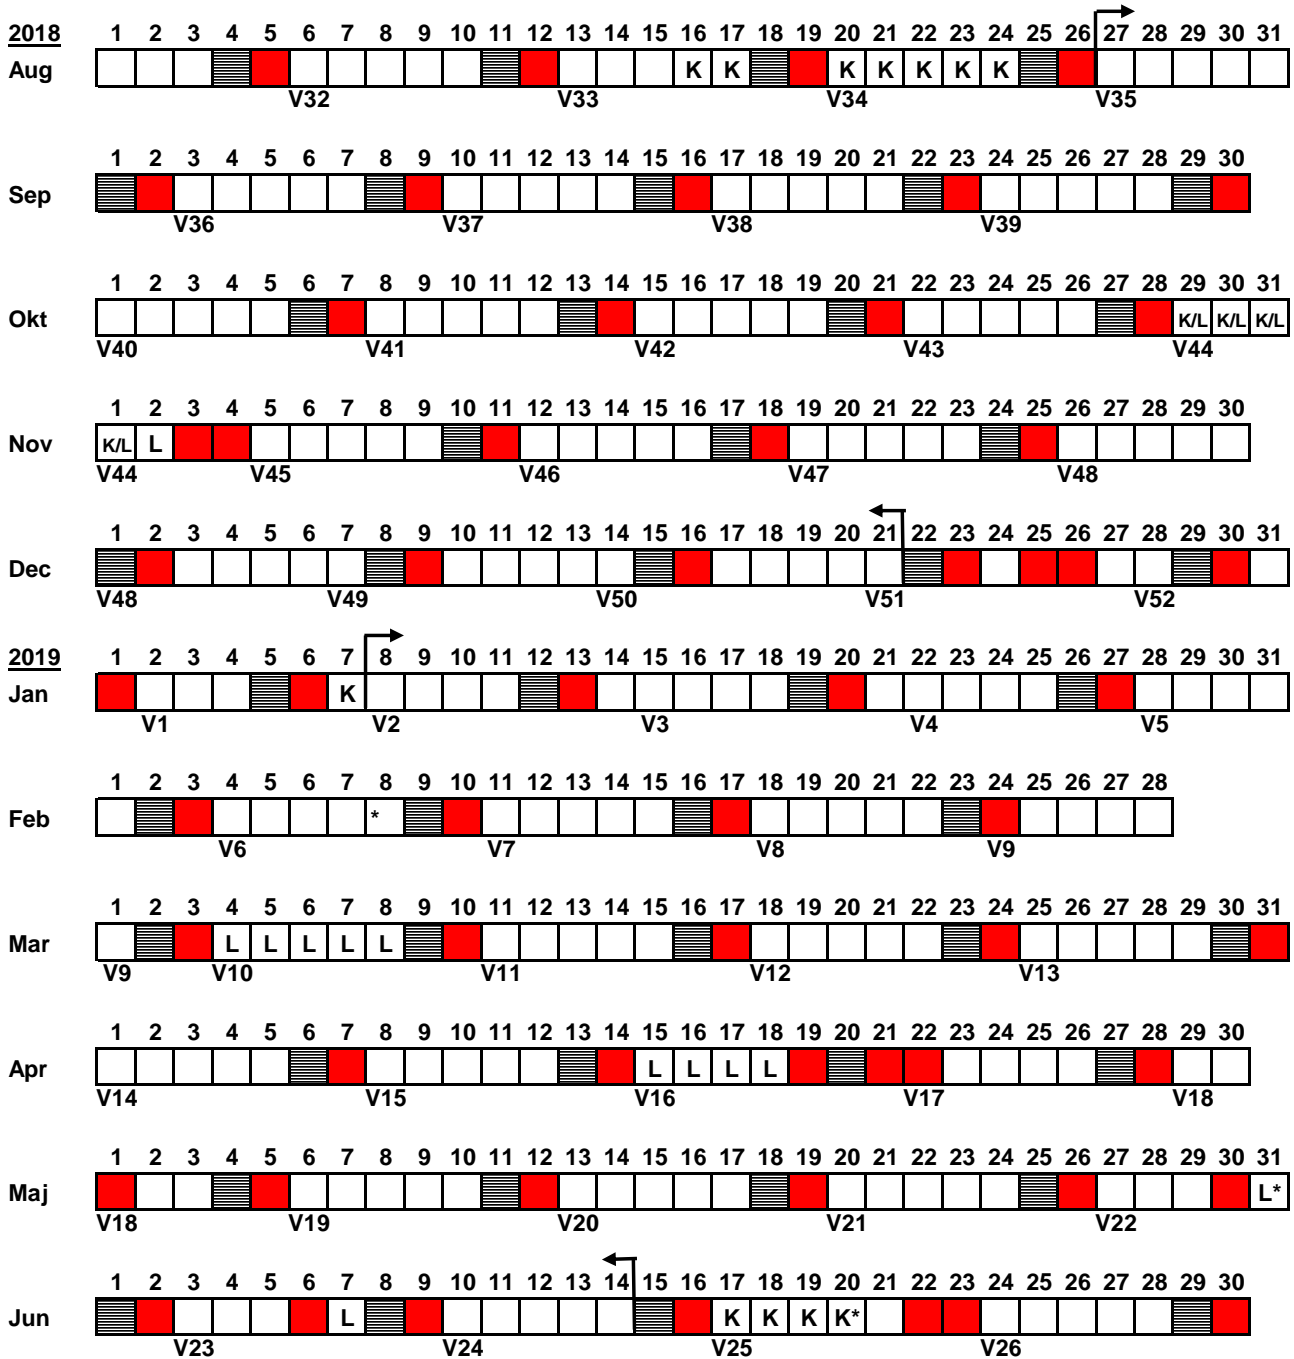 2018 1 2 3 4 5 6 7 8 9 10 11 12 13 14 15 16 17 18 19 20 21 22 23 24 25 26 27 28 29 30 31
Aug K K K K K K K
V32 V33 V34 V35
1 2 3 4 5 6 7 8 9 10 11 12 13 14 15 16 17 18 19 20 21 22 23 24 25 26 27 28 29 30
Sep
V36 V37 V38 V39
1 2 3 4 5 6 7 8 9 10 11 12 13 14 15 16 17 18 19 20 21 22 23 24 25 26 27 28 29 30 31
Okt K/L K/L K/L
V40 V41 V42 V43 V44
1 2 3 4 5 6 7 8 9 10 11 12 13 14 15 16 17 18 19 20 21 22 23 24 25 26 27 28 29 30
Nov K/L L
V44 V45 V46 V47 V48
1 2 3 4 5 6 7 8 9 10 11 12 13 14 15 16 17 18 19 20 21 22 23 24 25 26 27 28 29 30 31
Dec
V48 V49 V50 V51 V52
2019 1 2 3 4 5 6 7 8 9 10 11 12 13 14 15 16 17 18 19 20 21 22 23 24 25 26 27 28 29 30 31
Jan K
V1 V2 V3 V4 V5
1 2 3 4 5 6 7 8 9 10 11 12 13 14 15 16 17 18 19 20 21 22 23 24 25 26 27 28
Feb *
V6 V7 V8 V9
1 2 3 4 5 6 7 8 9 10 11 12 13 14 15 16 17 18 19 20 21 22 23 24 25 26 27 28 29 30 31
Mar L L L L L
V9 V10 V11 V12 V13
1 2 3 4 5 6 7 8 9 10 11 12 13 14 15 16 17 18 19 20 21 22 23 24 25 26 27 28 29 30
Apr L L L L
V14 V15 V16 V17 V18
1 2 3 4 5 6 7 8 9 10 11 12 13 14 15 16 17 18 19 20 21 22 23 24 25 26 27 28 29 30 31
Maj L*
V18 V19 V20 V21 V22
1 2 3 4 5 6 7 8 9 10 11 12 13 14 15 16 17 18 19 20 21 22 23 24 25 26 27 28 29 30
Jun L K K K K*
V23 V24 V25 V26